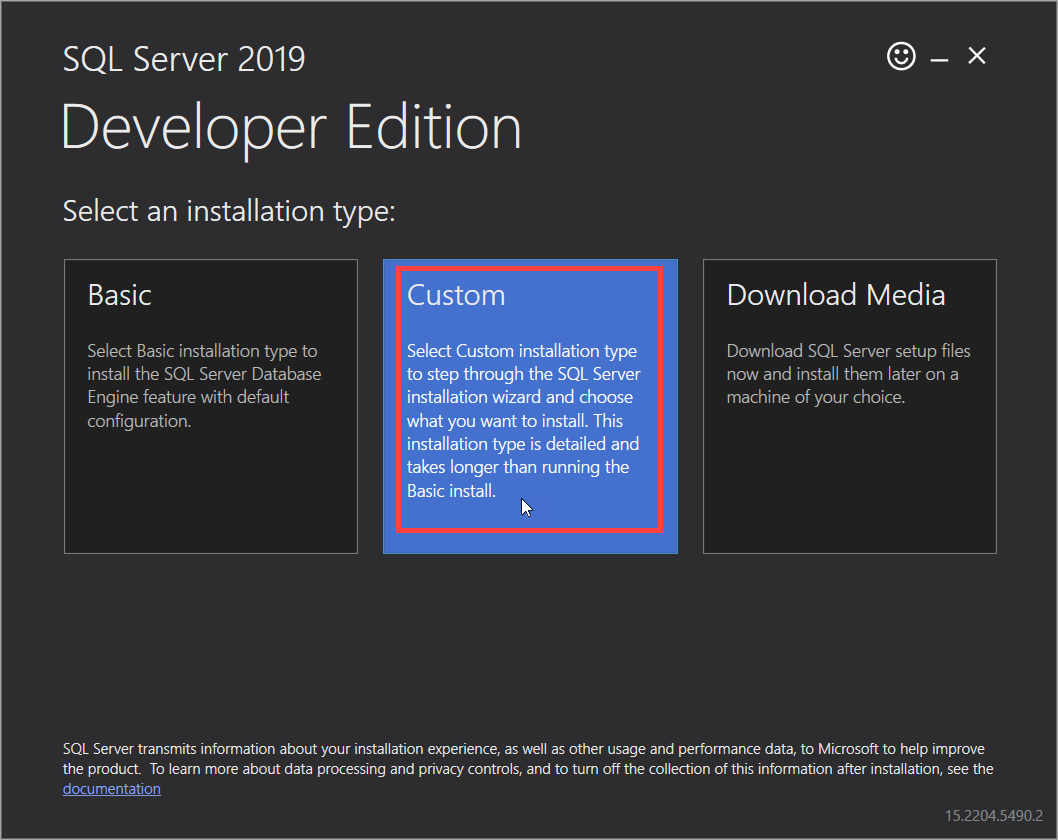 SQL Server 2019
Developer Edition
Select an installation type:
Basic
Select Basic installation type to
install the SQL Server Database
Engine feature with default
configuration.
Custom
Select Custom installation type
to step through the SQL Server
installation wizard and choose
what you want to install. This
installation type is detailed and
takes longer than running the
Basic install.
Download Media
Download SQL Server setup files
now and install them later on a
machine of your choice.
SQL Server transmits information about your installation experience, as well as other usage and performance data, to Microsoft to help improve
the product.  To learn more about data processing and privacy controls, and to turn off the collection of this information after installation, see the
documentation
15.2204.5490.2